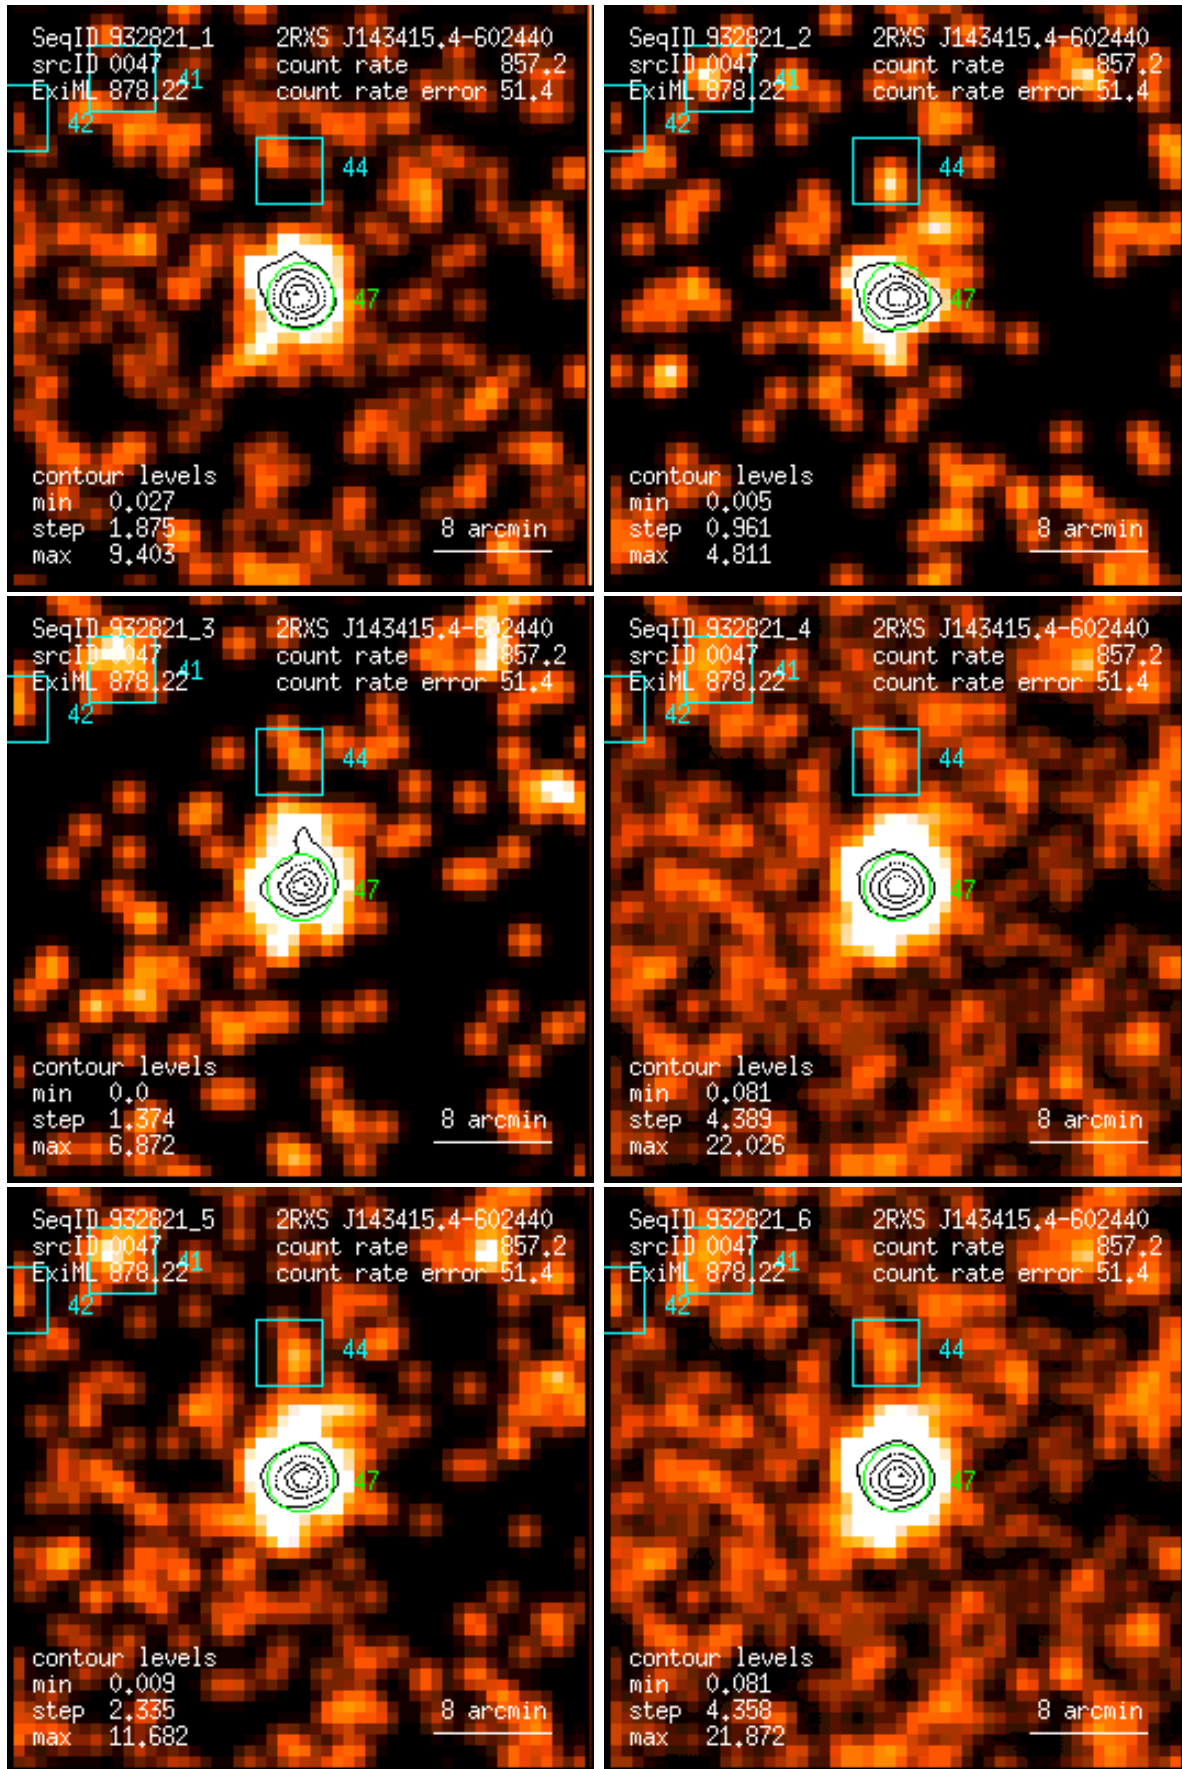 SeqID 932821_1 2RXS J143415.4-602440
srcID 0047 41 count rate 857.2
ExiML 878.22 count rate error 51.4
42
44
47
contour levels
min 0.027
step 1.875 8 arcmin
max 9.403
SeqID 932821_2 2RXS J143415.4-602440
srcID 0047 41 count rate 857.2
ExiML 878.22 count rate error 51.4
42
44
47
contour levels
min 0.005
step 0.961 8 arcmin
max 4.811
SeqID 932821_3 2RXS J143415.4-602440
srcID 0047 41 count rate 857.2
ExiML 878.22 count rate error 51.4
42
44
47
contour levels
min 0.0
step 1.374 8 arcmin
max 6.872
SeqID 932821_4 2RXS J143415.4-602440
srcID 0047 41 count rate 857.2
ExiML 878.22 count rate error 51.4
42
44
47
contour levels
min 0.081
step 4.389 8 arcmin
max 22.026
SeqID 932821_5 2RXS J143415.4-602440
srcID 0047 41 count rate 857.2
ExiML 878.22 count rate error 51.4
42
44
47
contour levels
min 0.009
step 2.335 8 arcmin
max 11.682
SeqID 932821_6 2RXS J143415.4-602440
srcID 0047 41 count rate 857.2
ExiML 878.22 count rate error 51.4
42
44
47
contour levels
min 0.081
step 4.358 8 arcmin
max 21.872